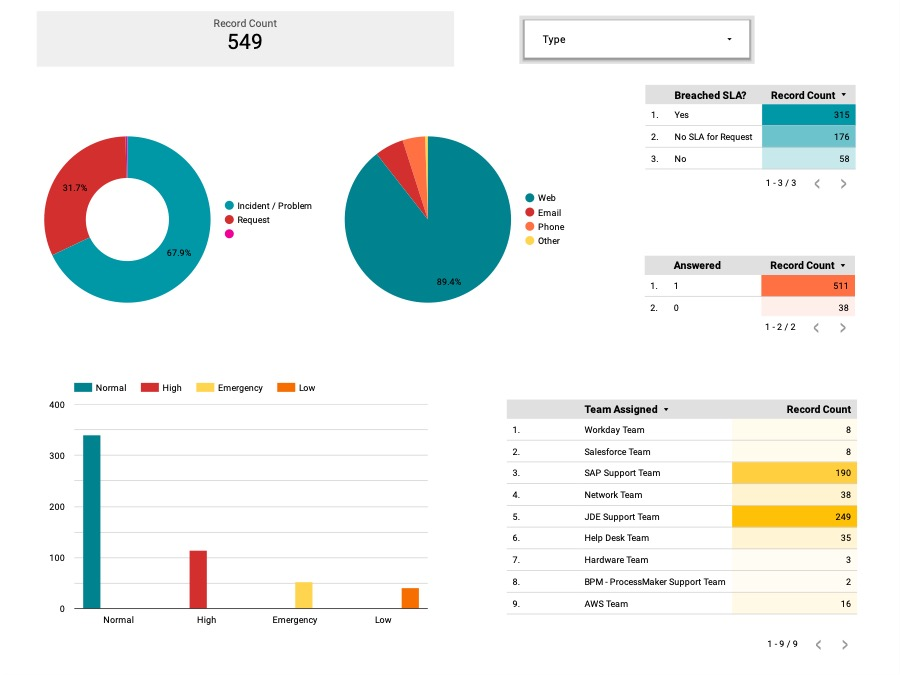 Record Count
549
Type
Breached SLA? Record Count
1. Yes 315
2. No SLA for Request 176
3. No 58
1 - 3 / 3
31.7%
67.9%
Incident / Problem
Request
89.4%
Web
Email
Phone
Other
Answered Record Count
1. 1 511
2. 0 38
1 - 2 / 2
Normal High Emergency Low
400
300
200
100
0
Normal High Emergency Low
Team Assigned Record Count
1. Workday Team 8
2. Salesforce Team 8
3. SAP Support Team 190
4. Network Team 38
5. JDE Support Team 249
6. Help Desk Team 35
7. Hardware Team 3
8. BPM - ProcessMaker Support Team 2
9. AWS Team 16
1 - 9 / 9